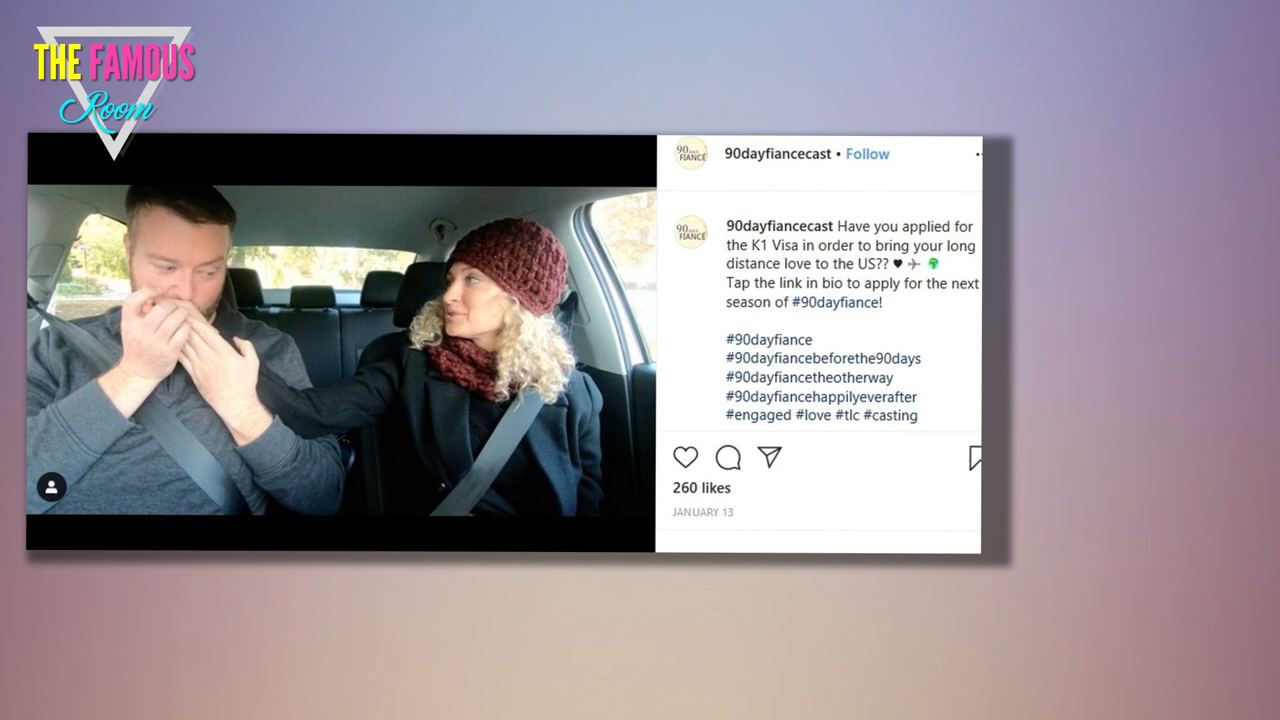 THE FAMOUS
Room
90dayfiancecast • Follow
90dayfiancecast Have you applied for
the K1 Visa in order to bring your long
distance love to the US?? ♥ ✈ 🌍
Tap the link in bio to apply for the next
season of #90dayfiance!
#90dayfiance
#90dayfiancebeforethe90days
#90dayfiancetheotherway
#90dayfiancehappilyeverafter
#engaged #love #tlc #casting
260 likes
JANUARY 13
90 DAY
FIANCÉ
90 DAY
FIANCÉ